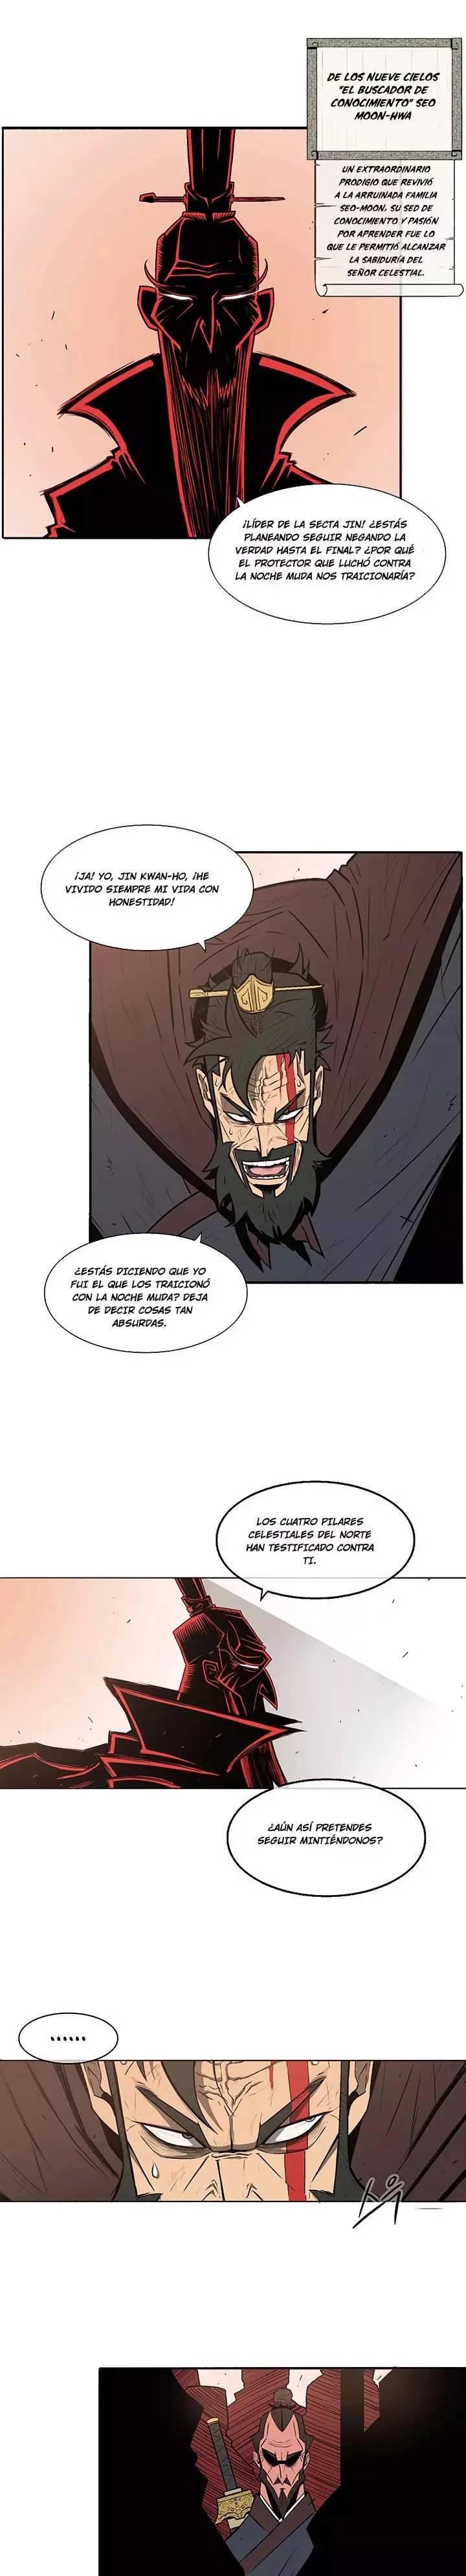 DE LOS NUEVE CIELOS
"EL BUSCADOR DE
CONOCIMIENTO" SEO
MOON-HWA
UN EXTRAORDINARIO
PRODIGIO QUE REVIVIÓ
A LA ARRUINADA FAMILIA
SEO-MOON, SU SED DE
CONOCIMIENTO Y PASIÓN
POR APRENDER FUE LO
QUE LE PERMITIÓ ALCANZAR
LA SABIDURÍA DEL
SEÑOR CELESTIAL.
¡LÍDER DE LA SECTA JIN! ¿ESTÁS
PLANEANDO SEGUIR NEGANDO LA
VERDAD HASTA EL FINAL? ¿POR QUÉ
EL PROTECTOR QUE LUCHÓ CONTRA
LA NOCHE MUDA NOS TRAICIONARÍA?
¡JA! YO, JIN KWAN-HO, ¡HE
VIVIDO SIEMPRE MI VIDA CON
HONESTIDAD!
¿ESTÁS DICIENDO QUE YO
FUI EL QUE LOS TRAICIONÓ
CON LA NOCHE MUDA? DEJA
DE DECIR COSAS TAN
ABSURDAS.
LOS CUATRO PILARES
CELESTIALES DEL NORTE
HAN TESTIFICADO CONTRA
TI.
¿AÚN ASÍ PRETENDES
SEGUIR MINTIÉNDONOS?
......